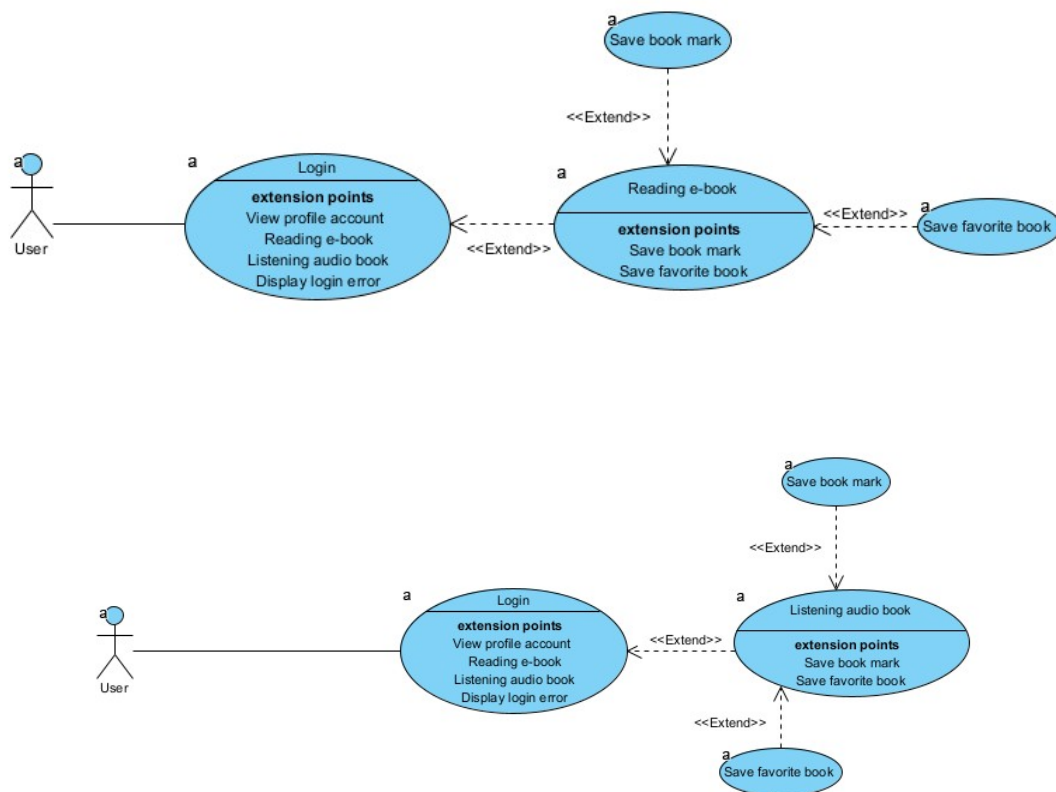 a
Save book mark
<<Extend>>
a
User
a
Login
extension points
View profile account
Reading e-book
Listening audio book
Display login error
<<Extend>>
a
Reading e-book
extension points
Save book mark
Save favorite book
<<Extend>>
a
Save favorite book
a
Save book mark
<<Extend>>
a
User
a
Login
extension points
View profile account
Reading e-book
Listening audio book
Display login error
<<Extend>>
a
Listening audio book
extension points
Save book mark
Save favorite book
<<Extend>>
a
Save favorite book